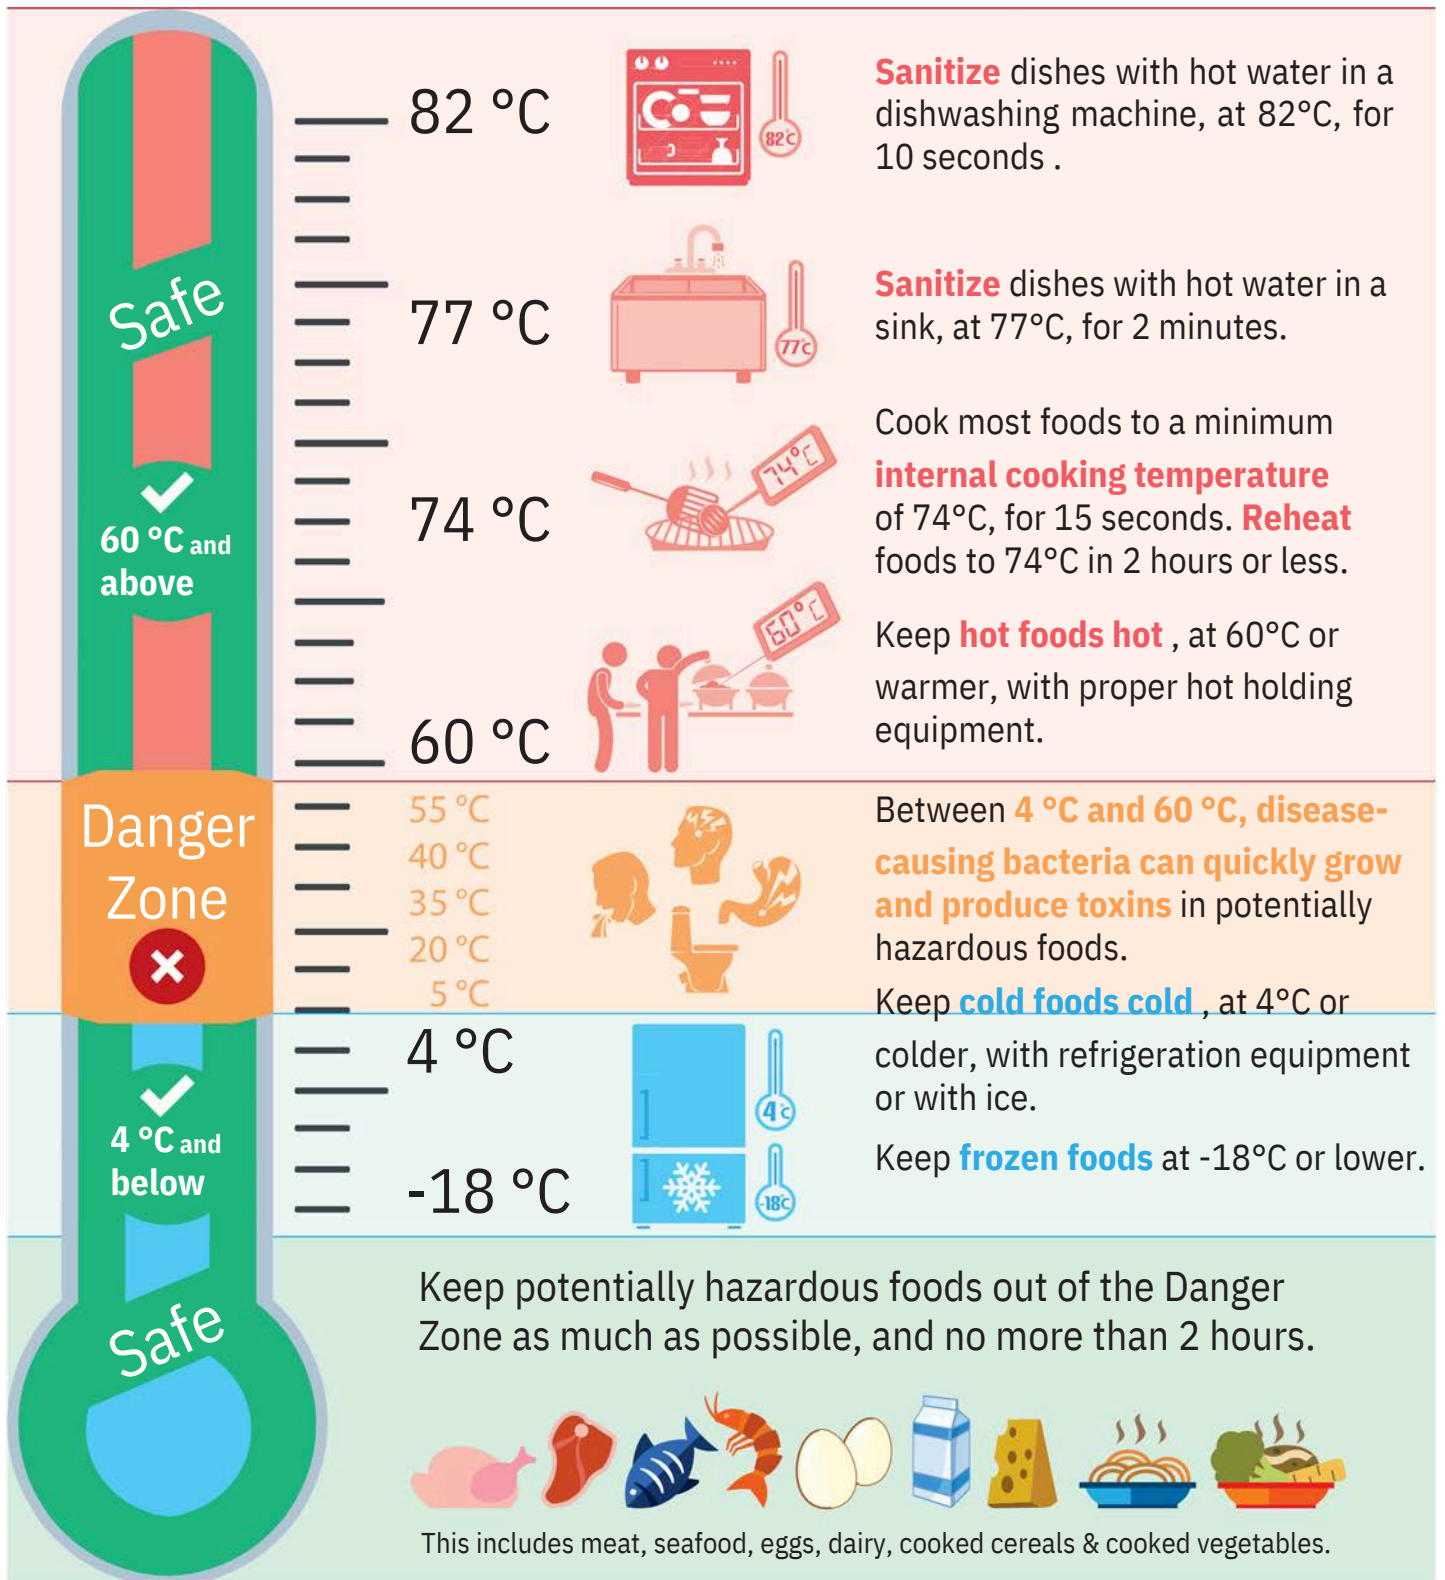 82 °C
82°C
Sanitize dishes with hot water in a
dishwashing machine, at 82°C, for
10 seconds .
Safe
77 °C
77°C
Sanitize dishes with hot water in a
sink, at 77°C, for 2 minutes.
60 °C and
above
74 °C
74°C
Cook most foods to a minimum
internal cooking temperature
of 74°C, for 15 seconds. Reheat
foods to 74°C in 2 hours or less.
60 °C
60°C
Keep hot foods hot , at 60°C or
warmer, with proper hot holding
equipment.
Danger
Zone
55 °C
40 °C
35 °C
20 °C
5 °C
Between 4 °C and 60 °C, disease-
causing bacteria can quickly grow
and produce toxins in potentially
hazardous foods.
4 °C and
below
4 °C
4°C
Keep cold foods cold , at 4°C or
colder, with refrigeration equipment
or with ice.
-18 °C
-18°C
Keep frozen foods at -18°C or lower.
Safe
Keep potentially hazardous foods out of the Danger
Zone as much as possible, and no more than 2 hours.
This includes meat, seafood, eggs, dairy, cooked cereals & cooked vegetables.